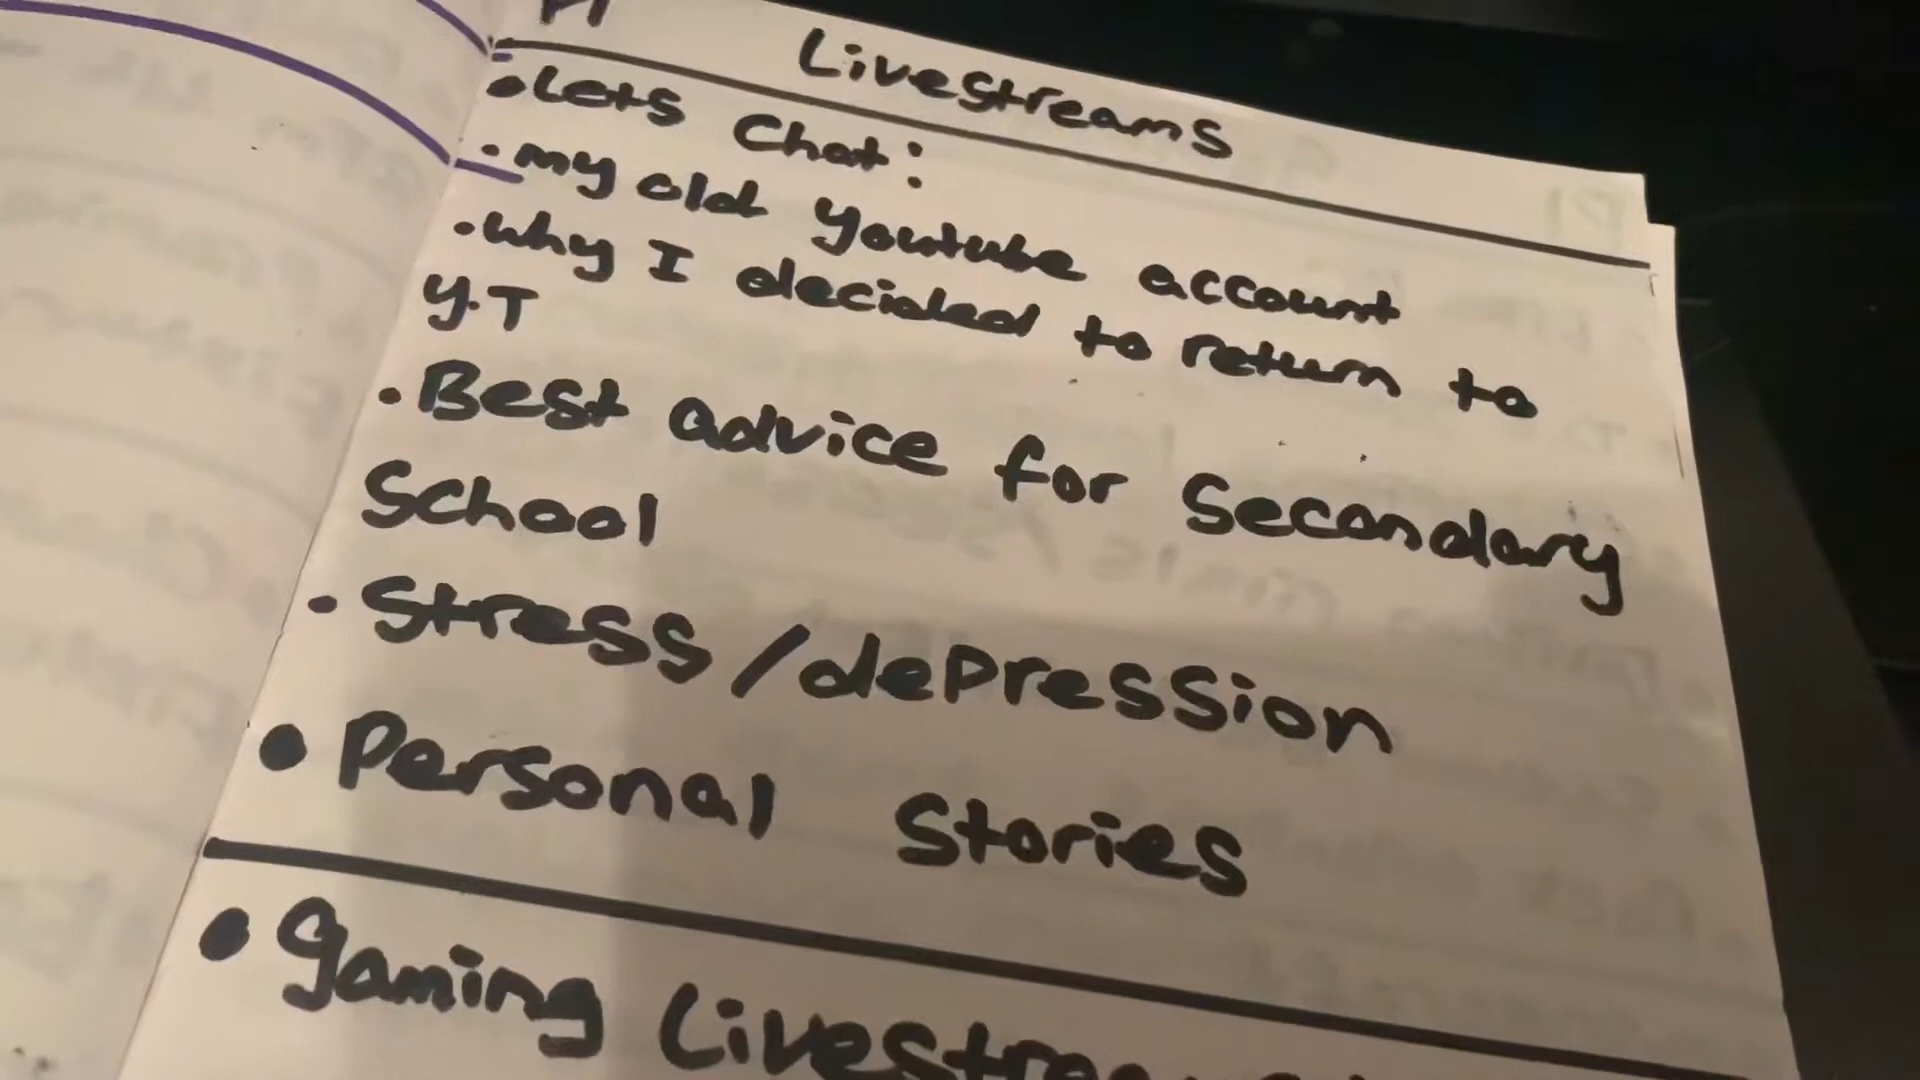 P1
Livestreams
•Lets Chat:
•my old Youtube account
•why I decided to return to
Y.T
•Best advice for Secondary
School
•Stress/depression
•Personal Stories
•Gaming